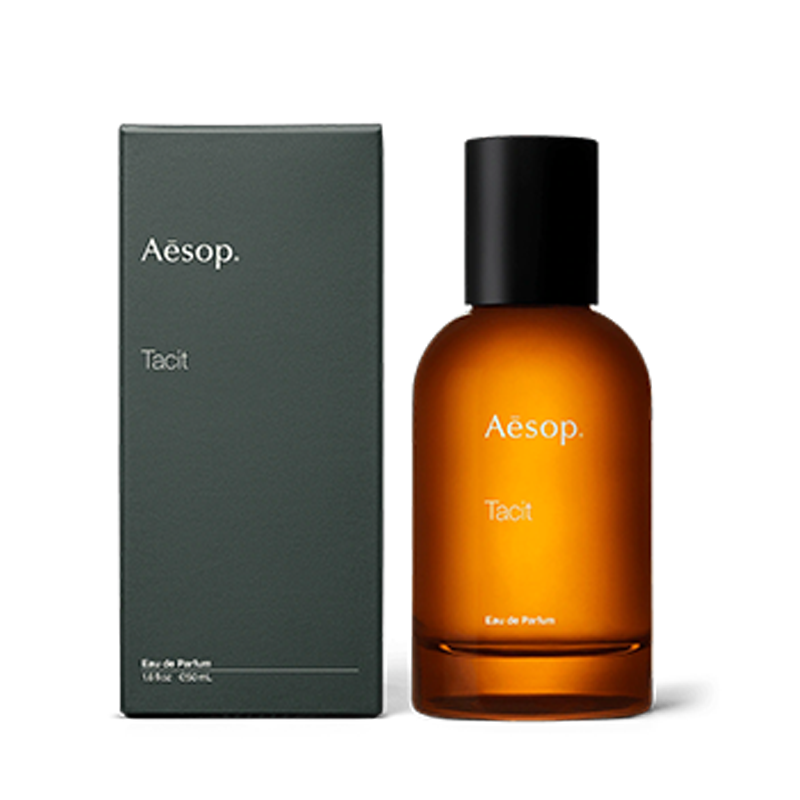 Aēsop.
Tacit
Eau de Parfum
1.6 fl oz ℮50 mL
Aēsop.
Tacit
Eau de Parfum